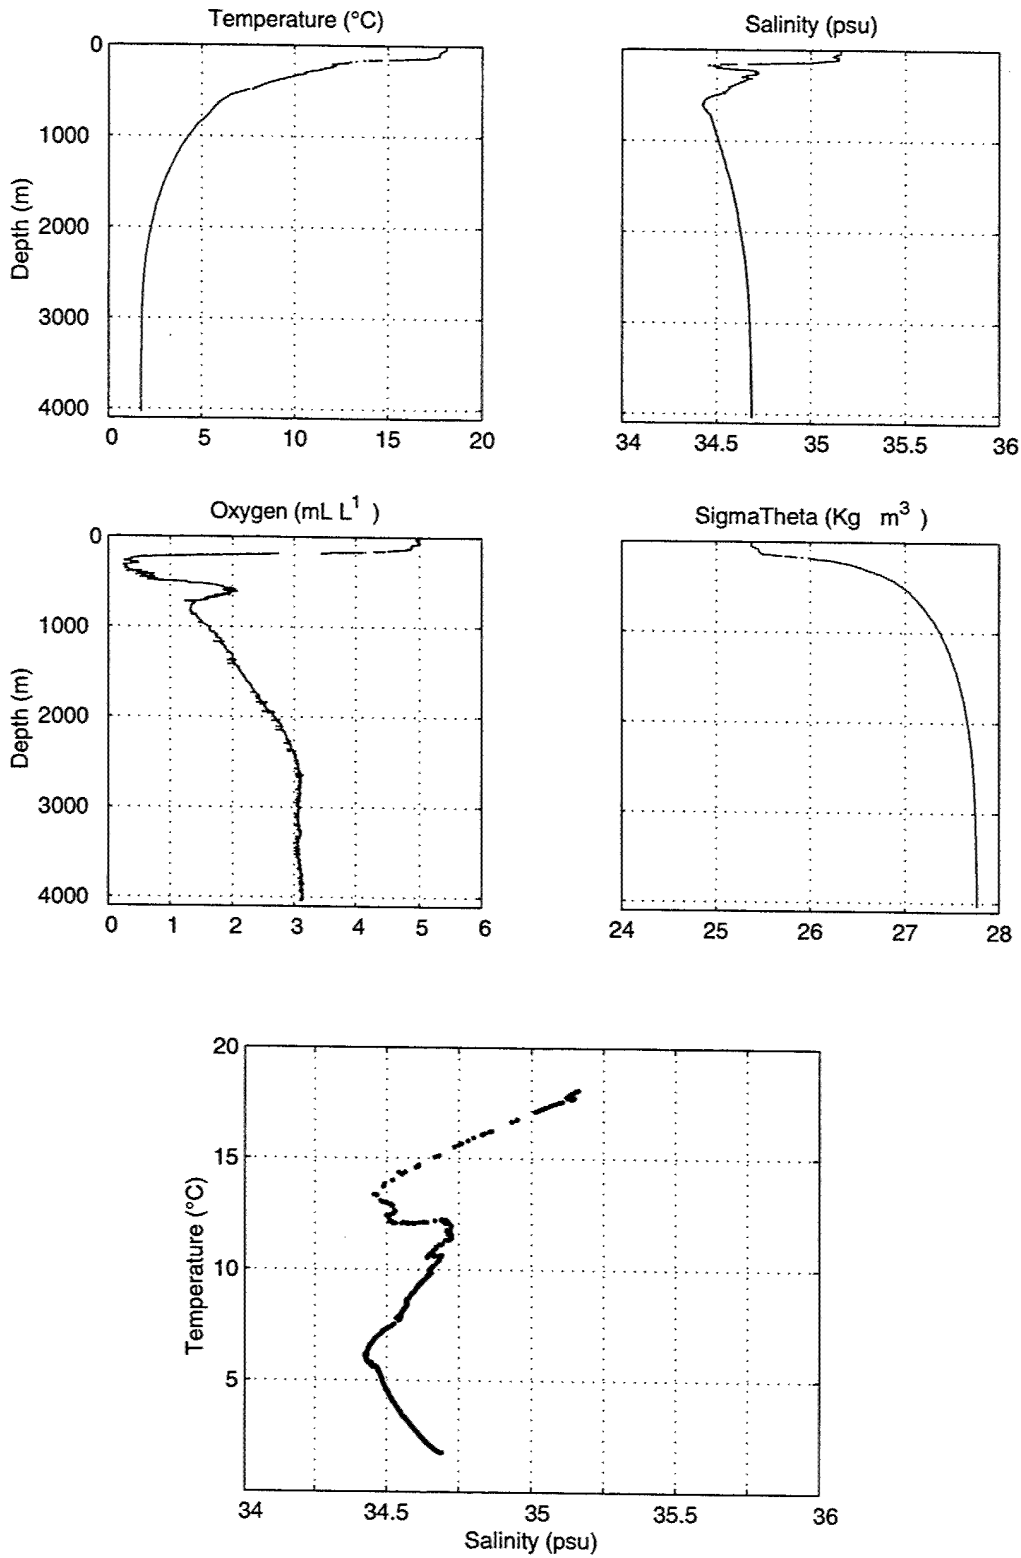 Temperature (°C)
Salinity (psu)
0
1000
2000
3000
4000
Depth (m)
0 5 10 15 20
34 34.5 35 35.5 36
Oxygen (mL L¹ )
SigmaTheta (Kg m³ )
0
1000
2000
3000
4000
Depth (m)
0 1 2 3 4 5 6
24 25 26 27 28
20
15
10
5
Temperature (°C)
34 34.5 35 35.5 36
Salinity (psu)